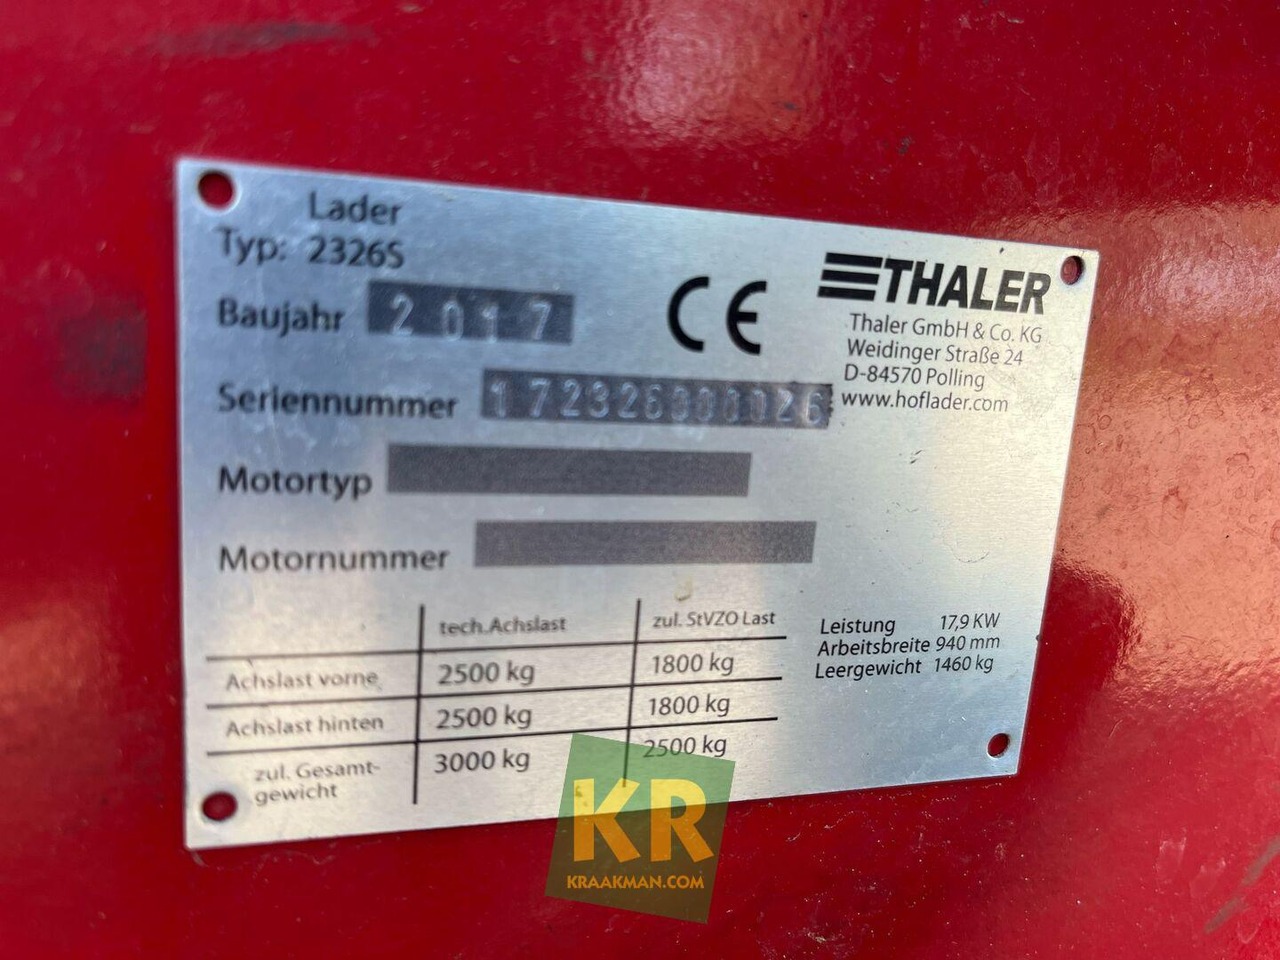 Lader
Typ: 2326S
Baujahr 2017
Seriennummer
Motortyp
Motornummer
CE
THALER
Thaler GmbH & Co. KG
Weidinger Straße 24
D-84570 Polling
www.hoflader.com
tech.Achslast zul. StVZO Last
Achslast vorne 2500 kg 1800 kg
Achslast hinten 2500 kg 1800 kg
zul. Gesamt-
gewicht 3000 kg 2500 kg
Leistung 17,9 KW
Arbeitsbreite 940 mm
Leergewicht 1460 kg
KR
KRAAKMAN.COM